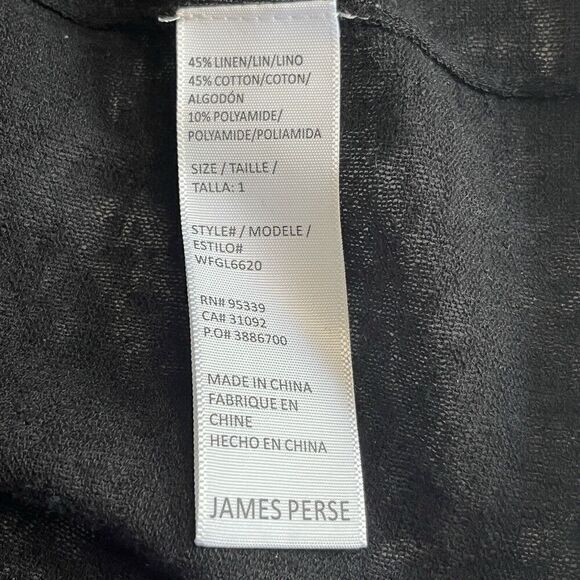 45% LINEN/LIN/LINO
45% COTTON/COTON/
ALGODÓN
10% POLYAMIDE/
POLYAMIDE/POLIAMIDA
SIZE / TAILLE /
TALLA: 1
STYLE# / MODELE /
ESTILO#
WFGL6620
RN# 95339
CA# 31092
P.O# 3886700
MADE IN CHINA
FABRIQUE EN
CHINE
HECHO EN CHINA
JAMES PERSE